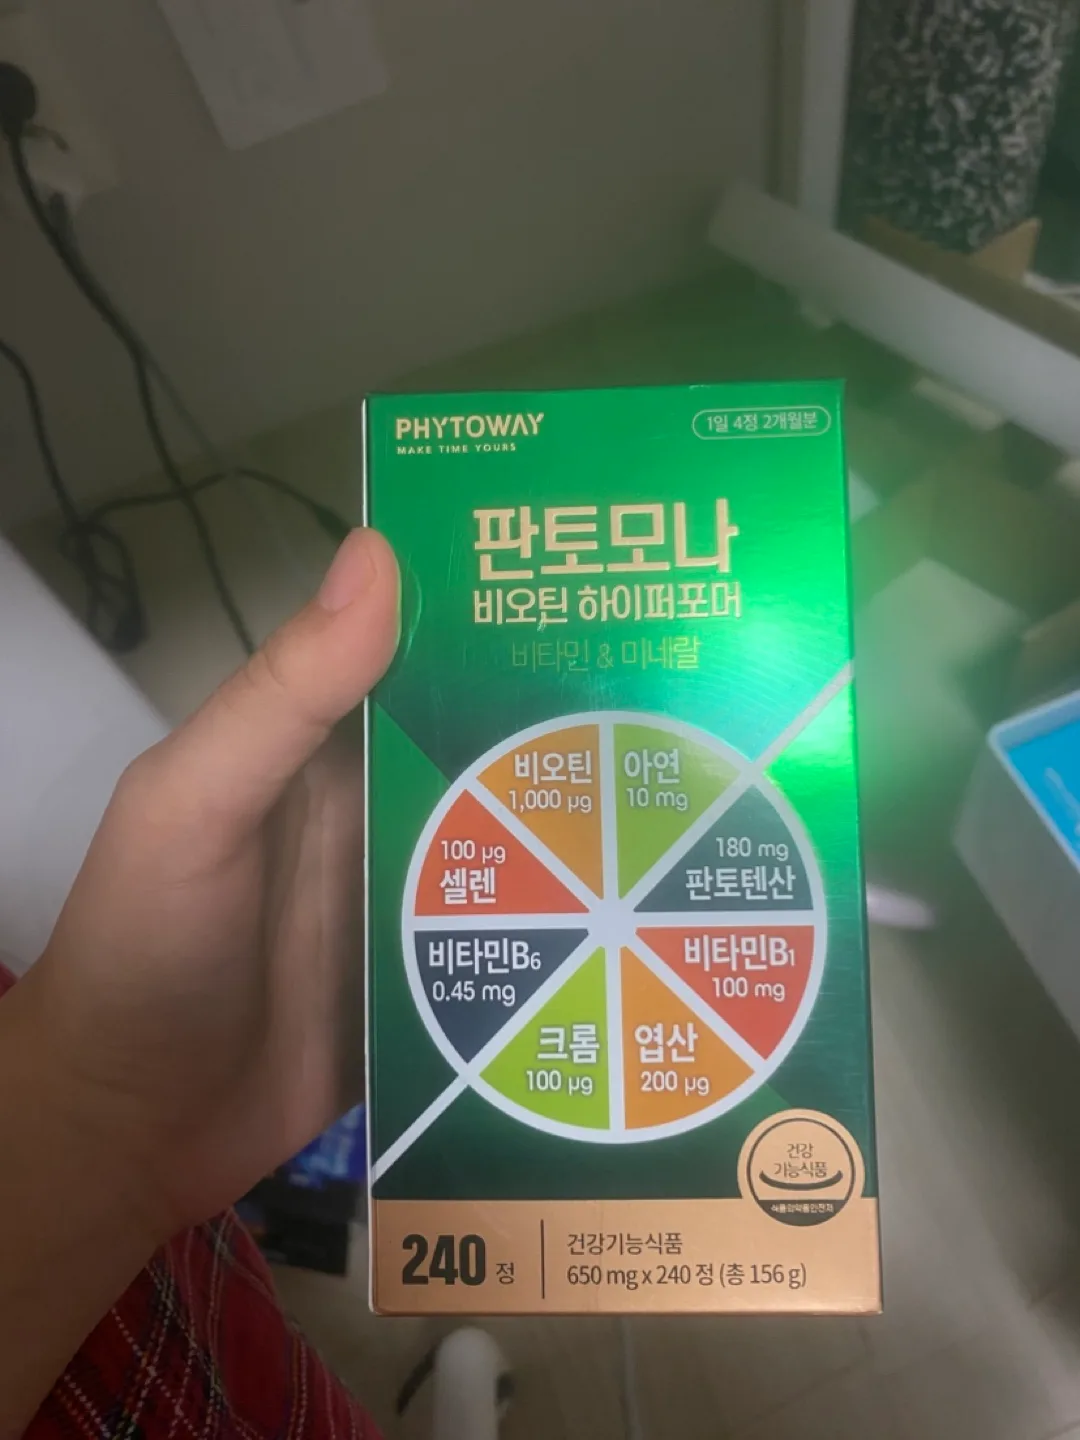 PHYTOWAY
MAKE TIME YOURS
1일 4정 2개월분
판토모나
비오틴 하이퍼포머
비타민 & 미네랄
비오틴
1,000 µg
아연
10 mg
100 µg
셀렌
180 mg
판토텐산
비타민B6
0.45 mg
비타민B1
100 mg
크롬
100 µg
엽산
200 µg
건강
기능식품
식품의약품안전처
240 정
건강기능식품
650 mg x 240 정 (총 156 g)